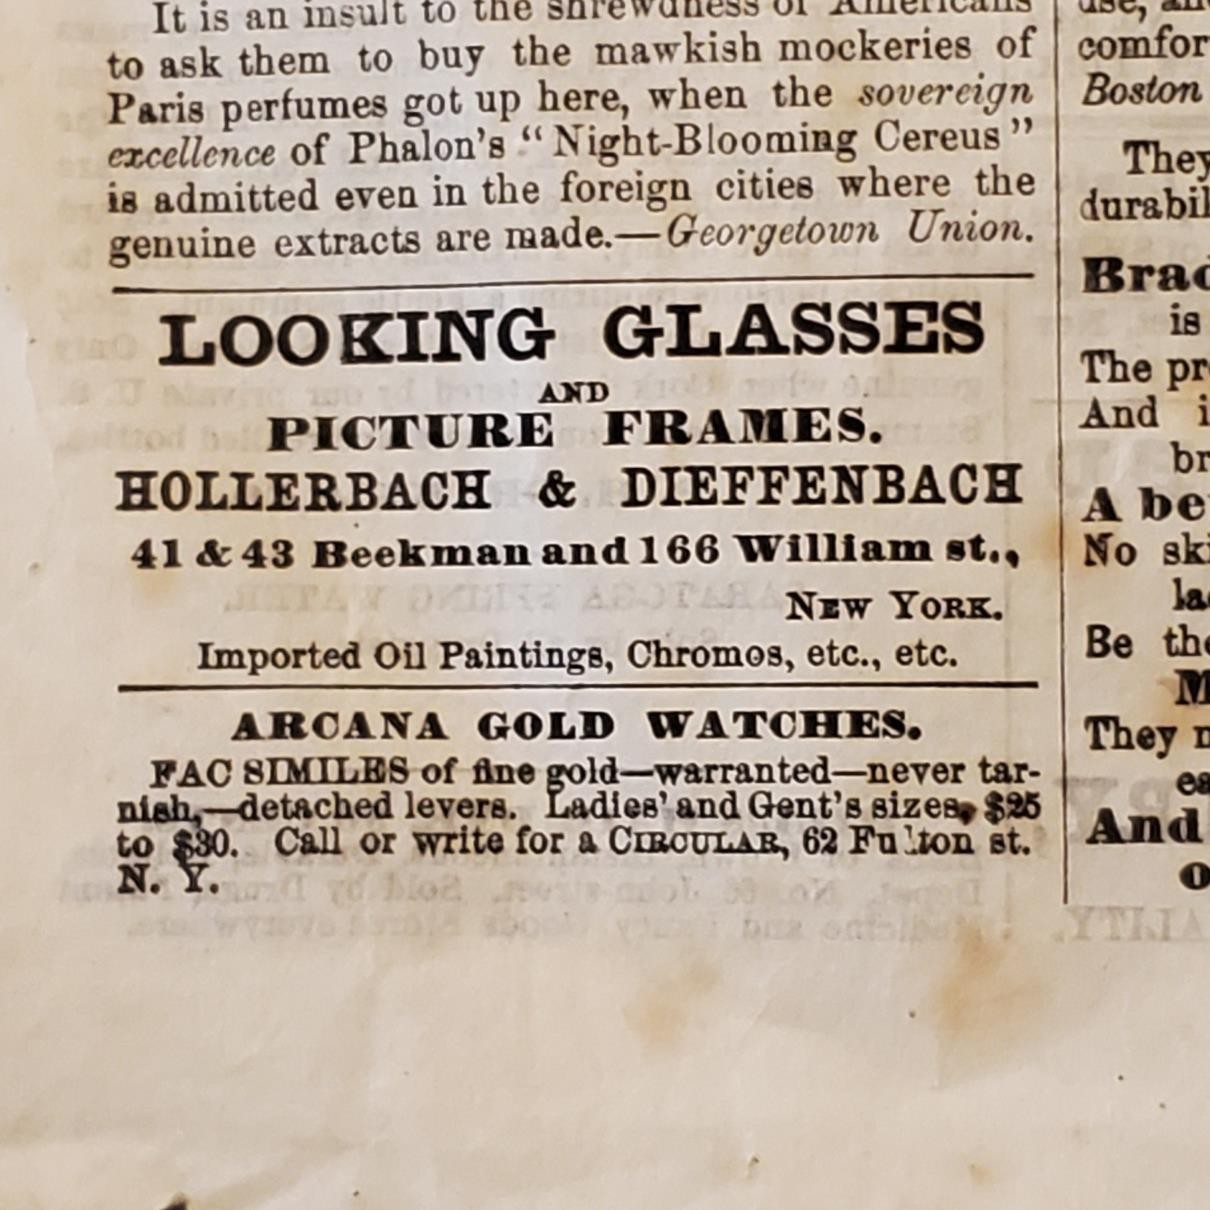 It is an insult to the shrewdness of Americans
to ask them to buy the mawkish mockeries of
Paris perfumes got up here, when the sovereign
excellence of Phalon's “Night-Blooming Cereus”
is admitted even in the foreign cities where the
genuine extracts are made.—Georgetown Union.
LOOKING GLASSES
AND
PICTURE FRAMES.
HOLLERBACH & DIEFFENBACH
41 & 43 Beekman and 166 William st.,
NEW YORK.
Imported Oil Paintings, Chromos, etc., etc.
ARCANA GOLD WATCHES.
FAC SIMILES of fine gold—warranted—never tar-
nish,—detached levers. Ladies' and Gent's sizes, $25
to $30. Call or write for a CIRCULAR, 62 Fulton st.
N. Y.
use,
comfor
Boston
They
durabil
Brad
is
The pr
And i
br
A be
No ski
la
Be the
M
They n
ea
And
o